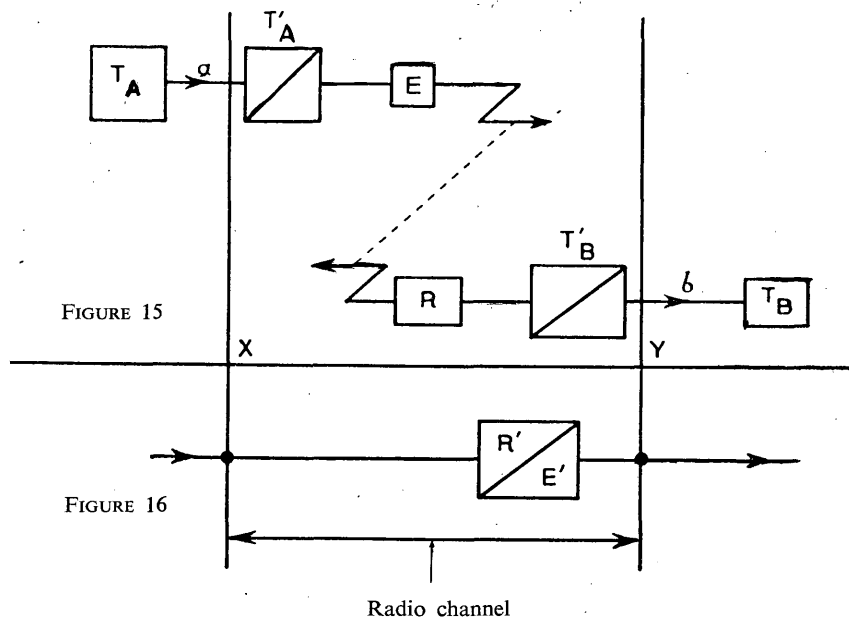 T'A
TA
a
E
T'B
b
R
TB
FIGURE 15
X
Y
R'
E'
FIGURE 16
Radio channel